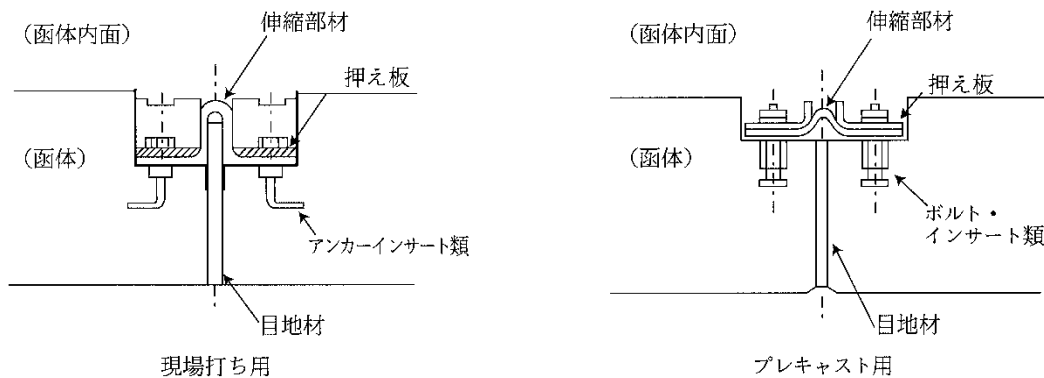 (函体内面)
伸縮部材
押え板
(函体)
アンカーインサート類
目地材
現場打ち用
(函体内面)
伸縮部材
押え板
(函体)
ボルト・
インサート類
目地材
プレキャスト用